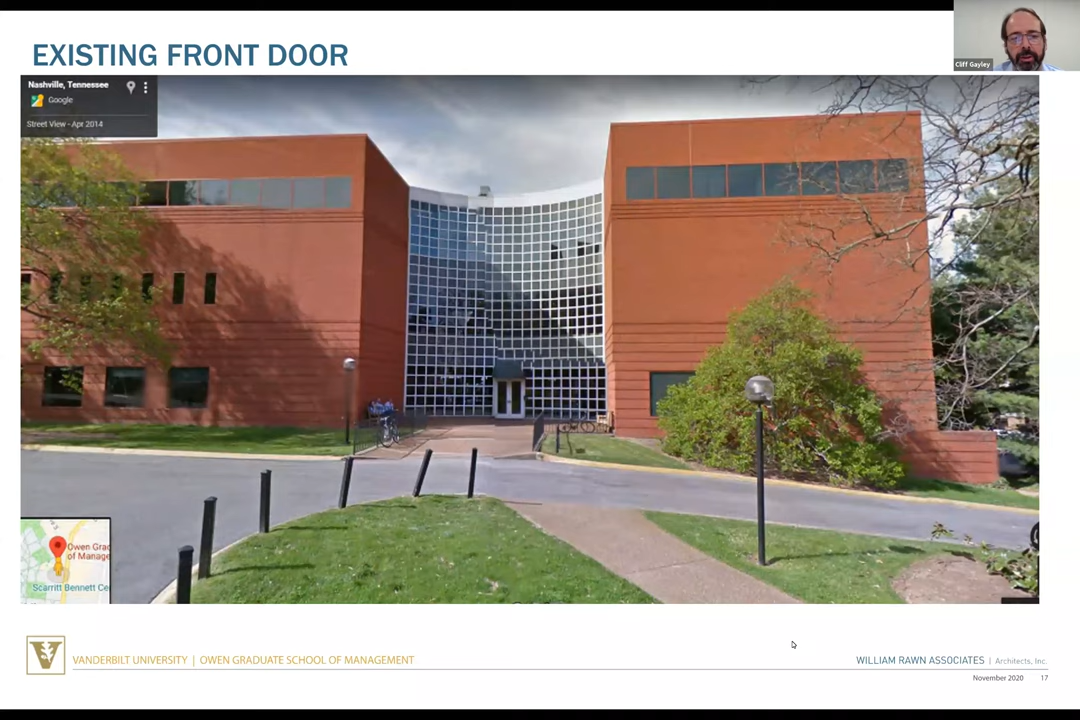 EXISTING FRONT DOOR
Cliff Gayley
Nashville, Tennessee
Google
Street View - Apr 2014
Owen Grad
of Manage
Scarritt Bennett Ce
V
VANDERBILT UNIVERSITY | OWEN GRADUATE SCHOOL OF MANAGEMENT
WILLIAM RAWN ASSOCIATES | Architects, Inc.
November 2020 17